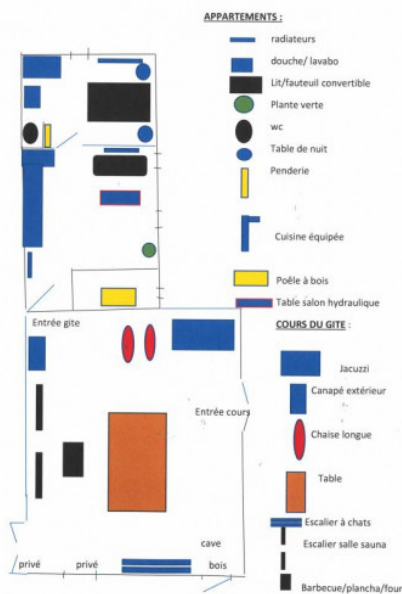 APPARTEMENTS :
radiateurs
douche/ lavabo
Lit/fauteuil convertible
Plante verte
wc
Table de nuit
Penderie
Cuisine équipée
Poêle à bois
Table salon hydraulique
COURS DU GITE :
Jacuzzi
Canapé extérieur
Chaise longue
Table
Escalier à chats
Escalier salle sauna
Barbecue/plancha/four
Entrée gite
Entrée cours
cave
privé
privé
bois